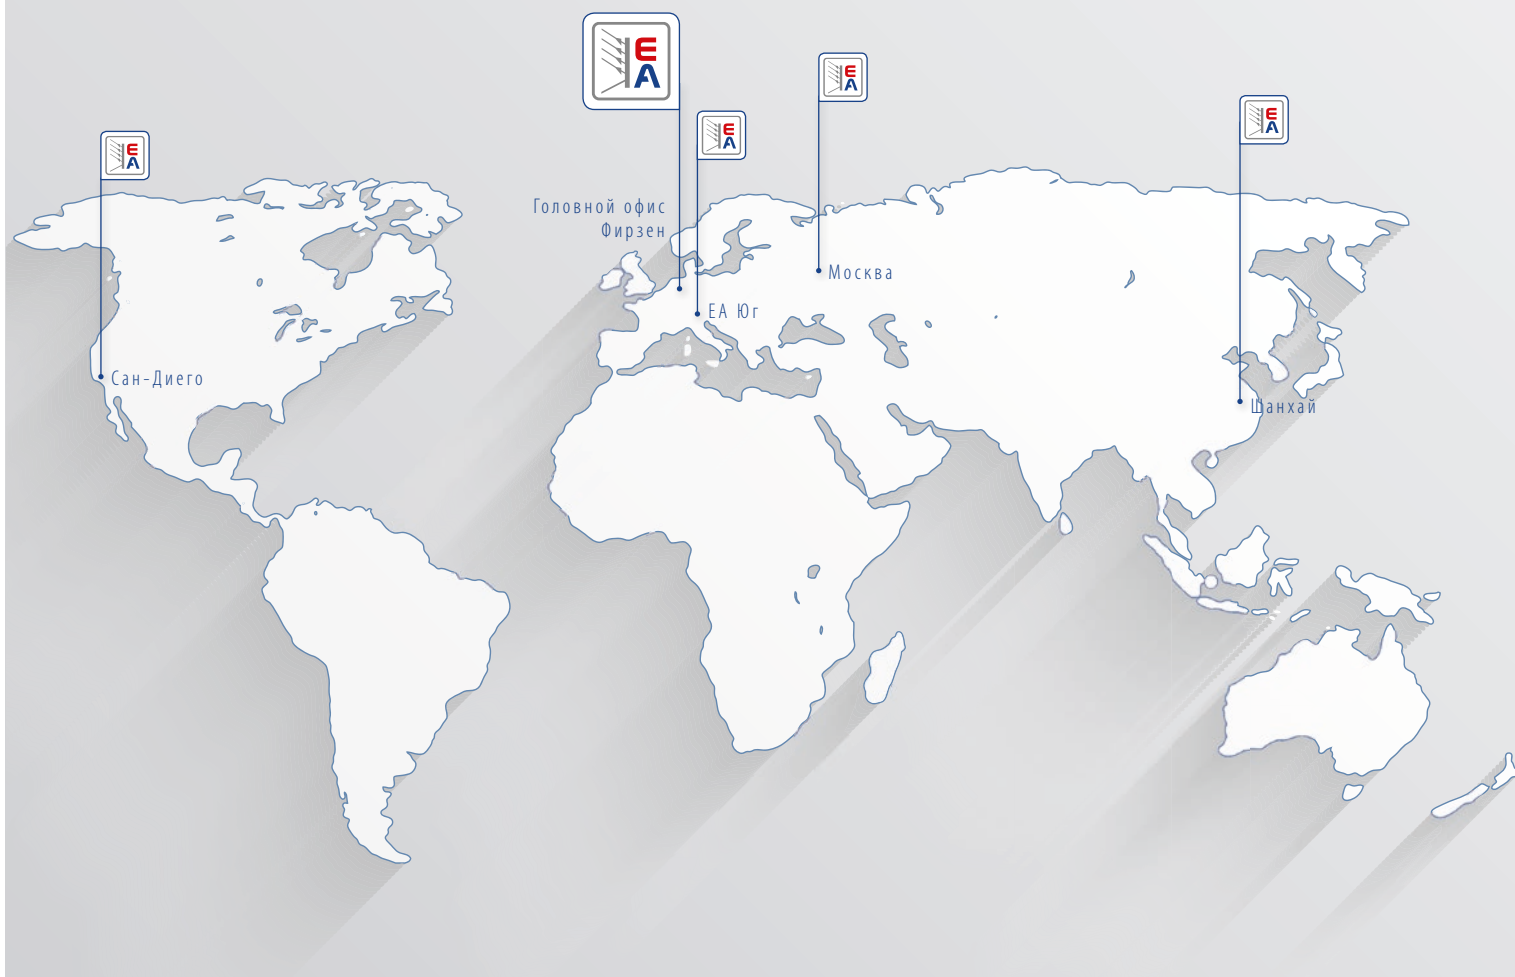 EA
EA
EA
EA
EA
Головной офис
Фирзен
Москва
ЕА Юг
Сан-Диего
Шанхай